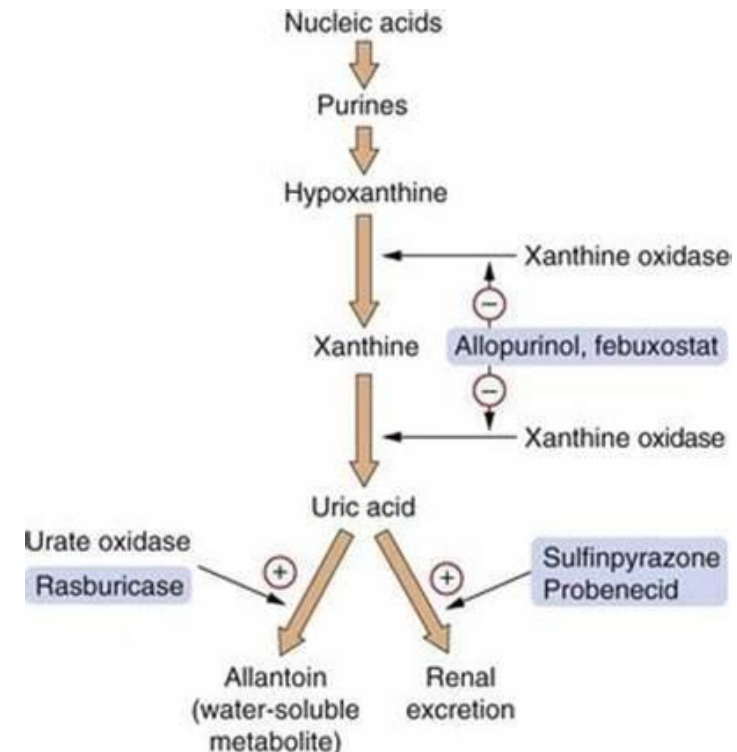 Nucleic acids
Purines
Hypoxanthine
Xanthine oxidase
−
Xanthine
Allopurinol, febuxostat
−
Xanthine oxidase
Uric acid
Urate oxidase
Rasburicase
+
+
Sulfinpyrazone
Probenecid
Allantoin
(water-soluble
metabolite)
Renal
excretion